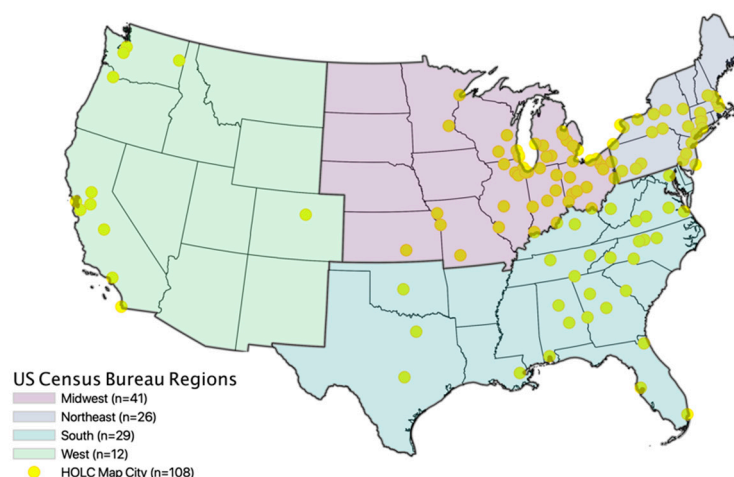 US Census Bureau Regions
Midwest (n=41)
Northeast (n=26)
South (n=29)
West (n=12)
HOLC Map City (n=108)